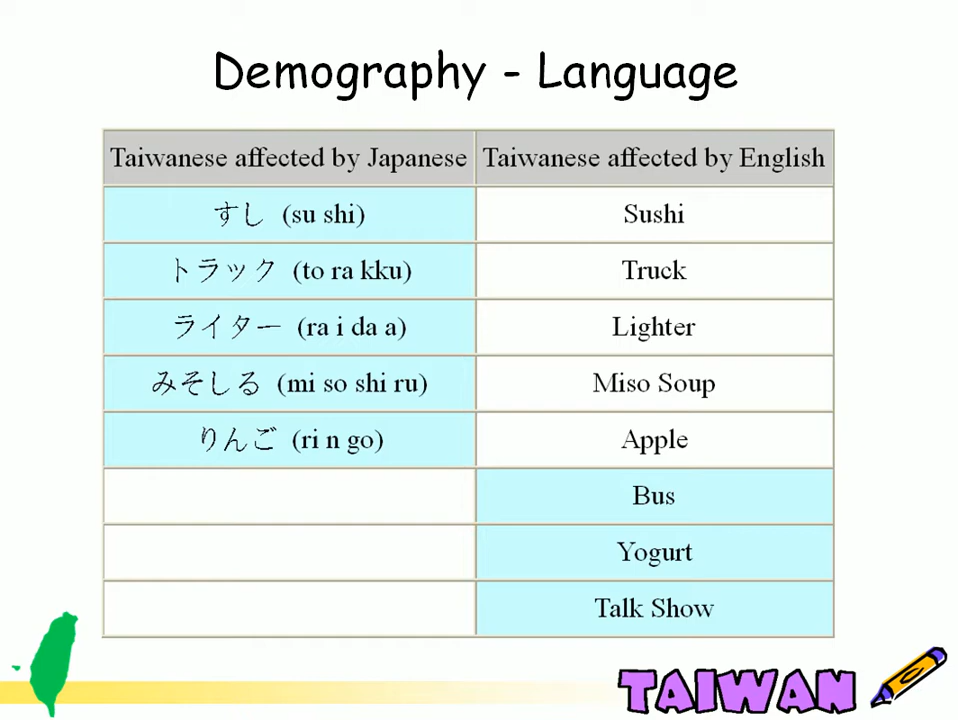 Demography - Language
Taiwanese affected by Japanese Taiwanese affected by English
すし (su shi) Sushi
トラック (to ra kku) Truck
ライター (ra i da a) Lighter
みそしる (mi so shi ru) Miso Soup
りんご (ri n go) Apple
Bus
Yogurt
Talk Show
TAIWAN